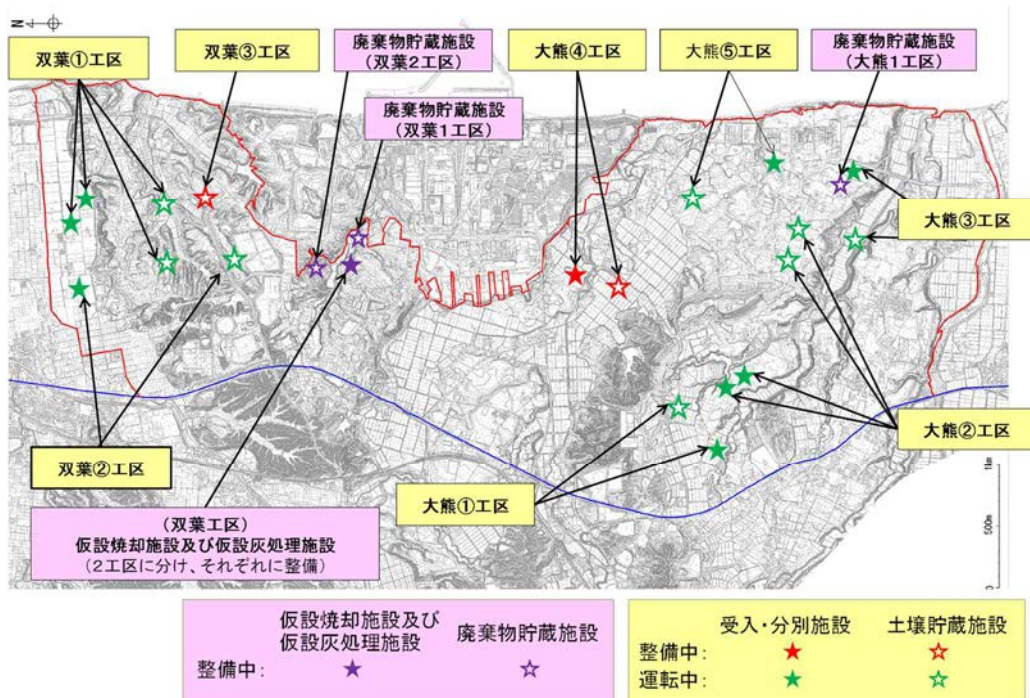 N
双葉①工区
双葉③工区
廃棄物貯蔵施設
(双葉2工区)
大熊④工区
大熊⑤工区
廃棄物貯蔵施設
(大熊1工区)
廃棄物貯蔵施設
(双葉1工区)
大熊③工区
双葉②工区
大熊②工区
大熊①工区
(双葉工区)
仮設焼却施設及び仮設灰処理施設
(2工区に分け、それぞれに整備)
500m
0
仮設焼却施設及び
仮設灰処理施設
廃棄物貯蔵施設
整備中:
受入・分別施設
土壌貯蔵施設
整備中:
運転中: